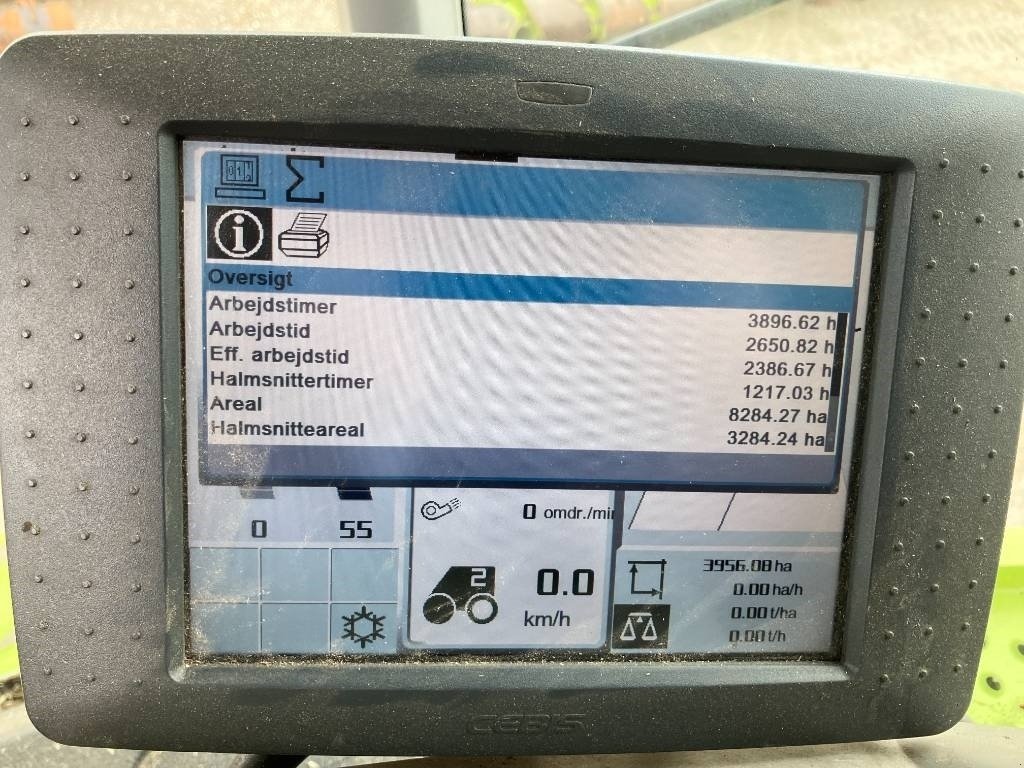 Oversigt
Arbejdstimer 3896.62 h
Arbejdstid 2650.82 h
Eff. arbejdstid 2386.67 h
Halmsnittertimer 1217.03 h
Areal 8284.27 ha
Halmsnitteareal 3284.24 ha
0 55
0 omdr./min
2 0.0
km/h
3956.08 ha
0.00 ha/h
0.00 t/ha
0.00 t/h
CEBIS